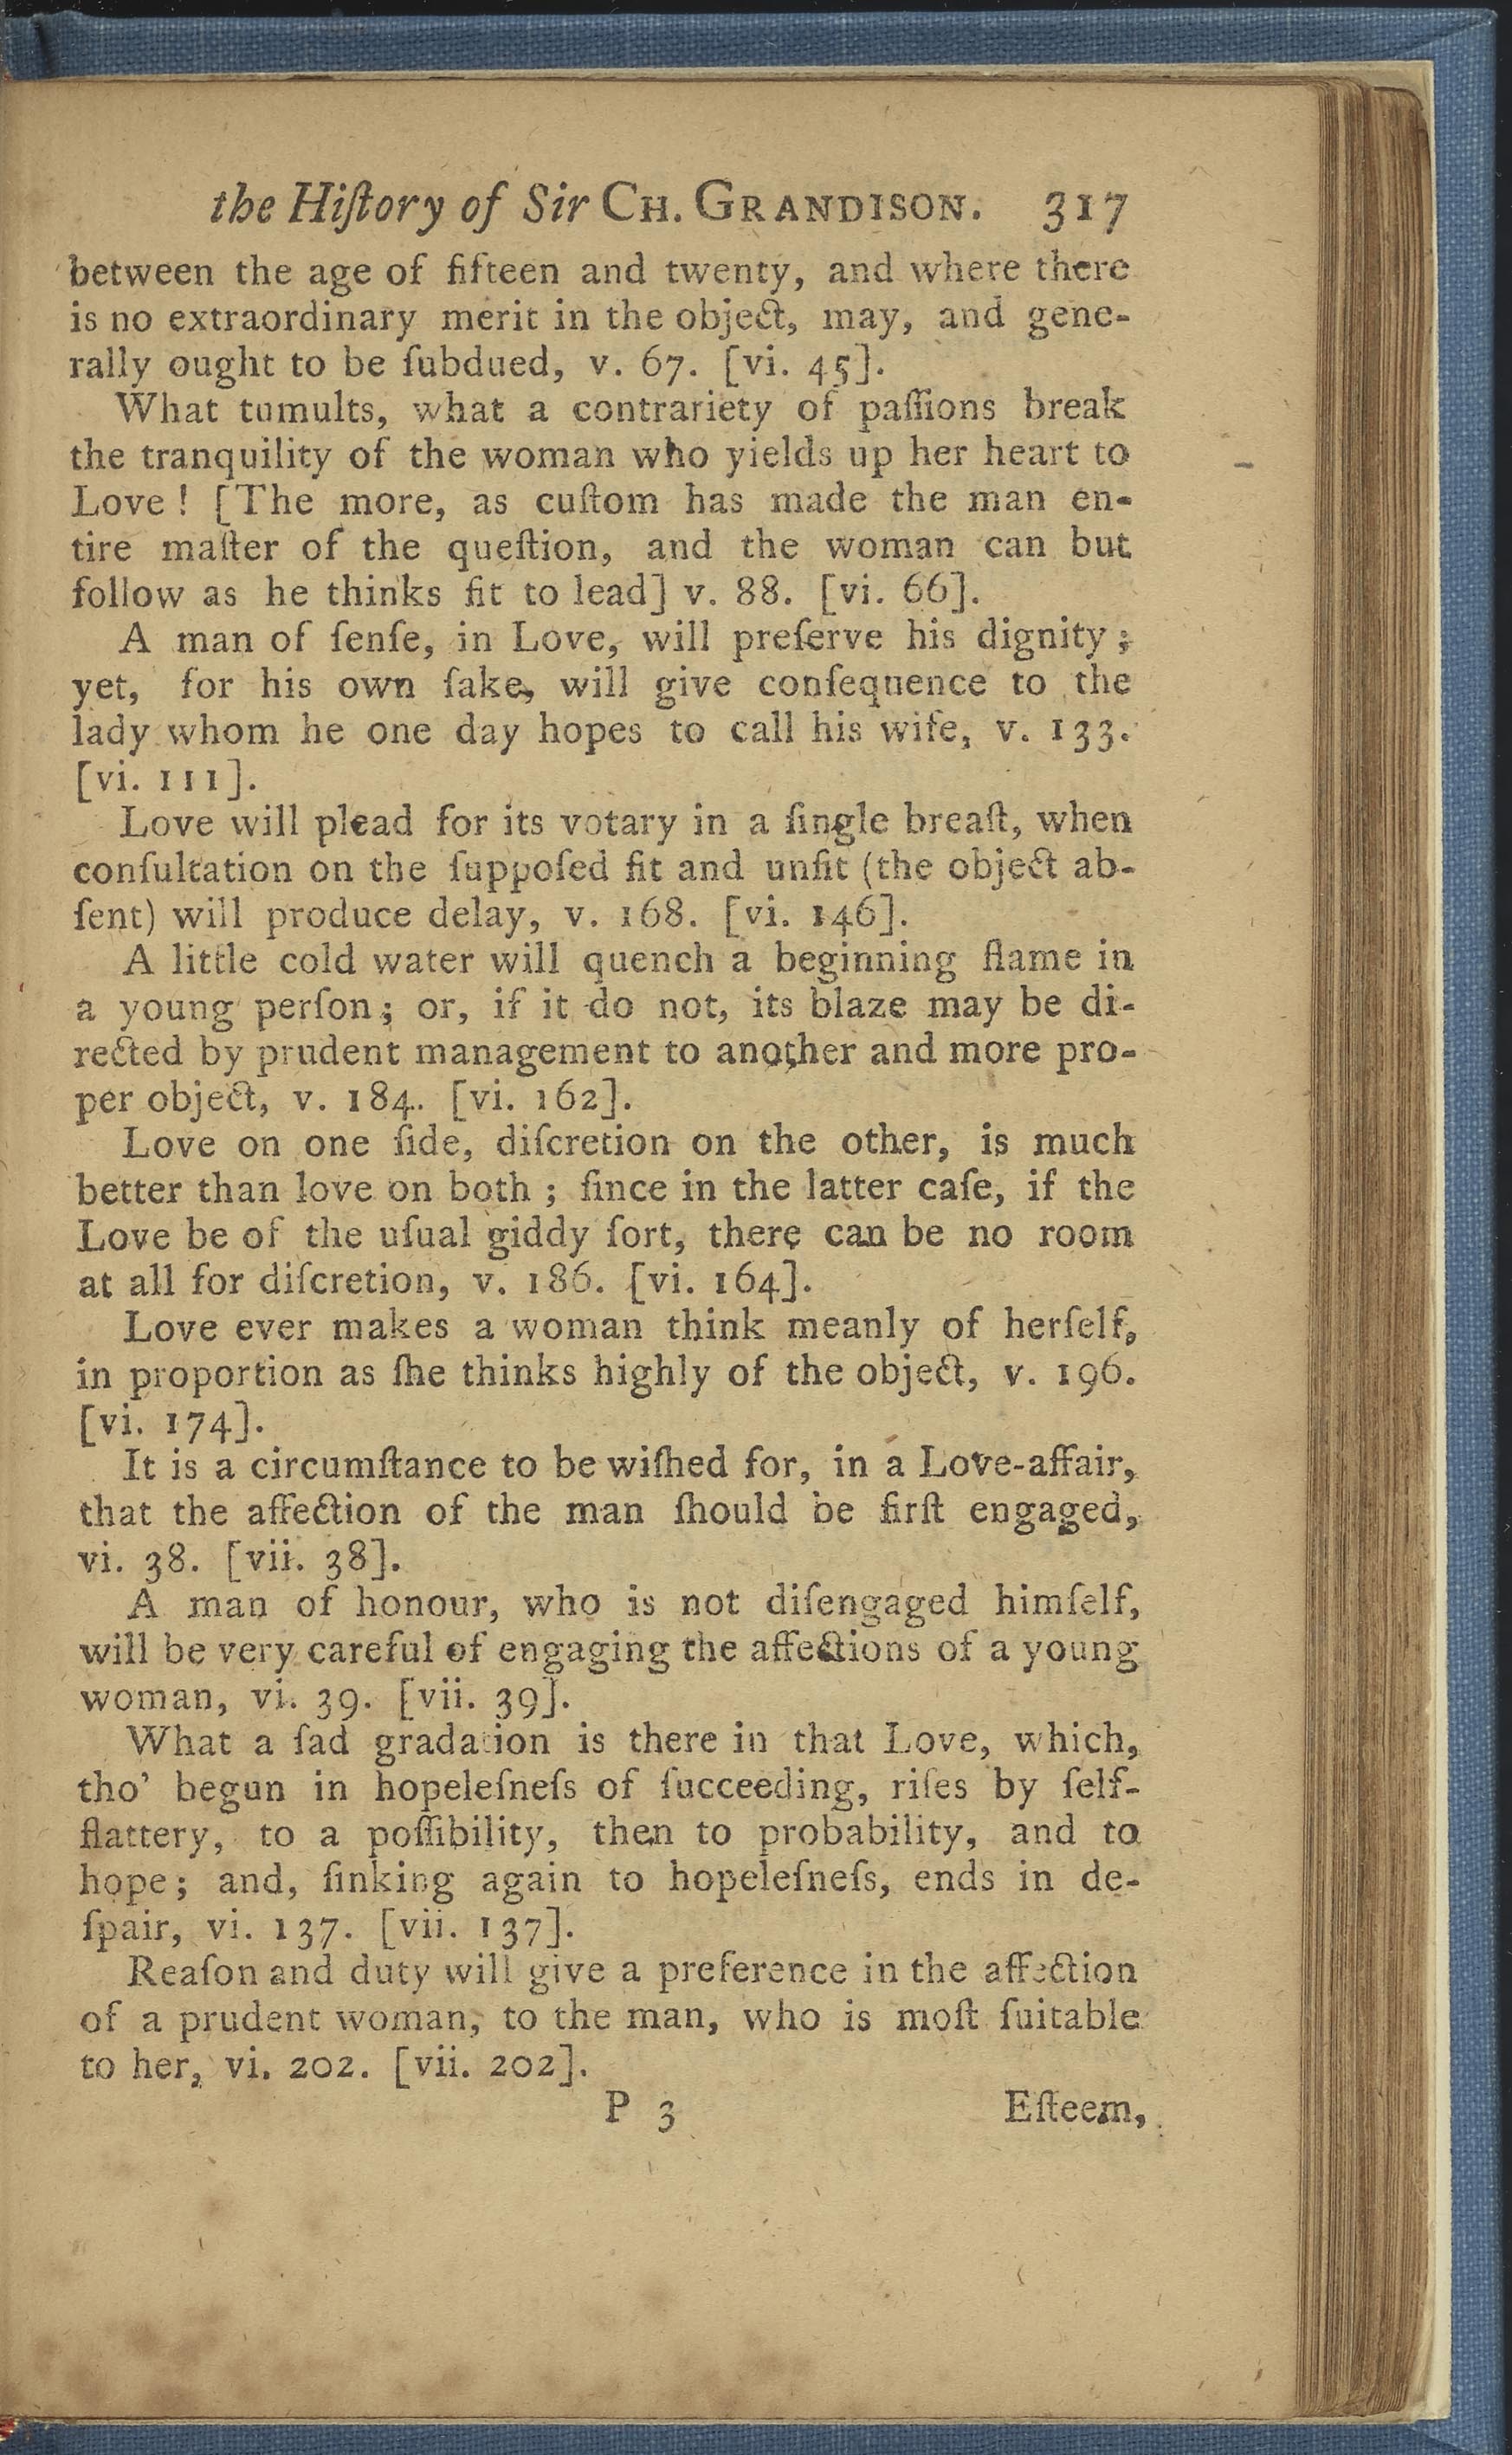 the Hiſtory of Sir CH. GRANDISON. 317
between the age of fifteen and twenty, and where there
is no extraordinary merit in the object, may, and gene-
rally ought to be ſubdued, v. 67. [vi. 45].
What tumults, what a contrariety of paſſions break
the tranquility of the woman who yields up her heart to
Love ! [The more, as cuſtom has made the man en-
tire maſter of the queſtion, and the woman can but
follow as he thinks fit to lead] v. 88. [vi. 66].
A man of ſenſe, in Love, will preſerve his dignity ;
yet, for his own ſake, will give conſequence to the
lady whom he one day hopes to call his wife, v. 133.
[vi. 111].
Love will plead for its votary in a ſingle breaſt, when
conſultation on the ſuppoſed fit and unfit (the object ab-
ſent) will produce delay, v. 168. [vi. 146].
A little cold water will quench a beginning flame in
a young perſon ; or, if it do not, its blaze may be di-
rected by prudent management to another and more pro-
per object, v. 184. [vi. 162].
Love on one ſide, diſcretion on the other, is much
better than love on both ; ſince in the latter caſe, if the
Love be of the uſual giddy ſort, there can be no room
at all for diſcretion, v. 186. [vi. 164].
Love ever makes a woman think meanly of herſelf,
in proportion as ſhe thinks highly of the object, v. 196.
[vi. 174].
It is a circumſtance to be wiſhed for, in a Love-affair,
that the affection of the man ſhould be firſt engaged,
vi. 38. [vii. 38].
A man of honour, who is not diſengaged himſelf,
will be very careful of engaging the affections of a young
woman, vi. 39. [vii. 39].
What a ſad gradation is there in that Love, which,
tho' begun in hopeleſneſs of ſucceeding, riſes by ſelf-
flattery, to a poſſibility, then to probability, and to
hope ; and, ſinking again to hopeleſneſs, ends in de-
ſpair, vi. 137. [vii. 137].
Reaſon and duty will give a preference in the affection
of a prudent woman, to the man, who is moſt ſuitable
to her, vi. 202. [vii. 202].
P 3 Eſteem,